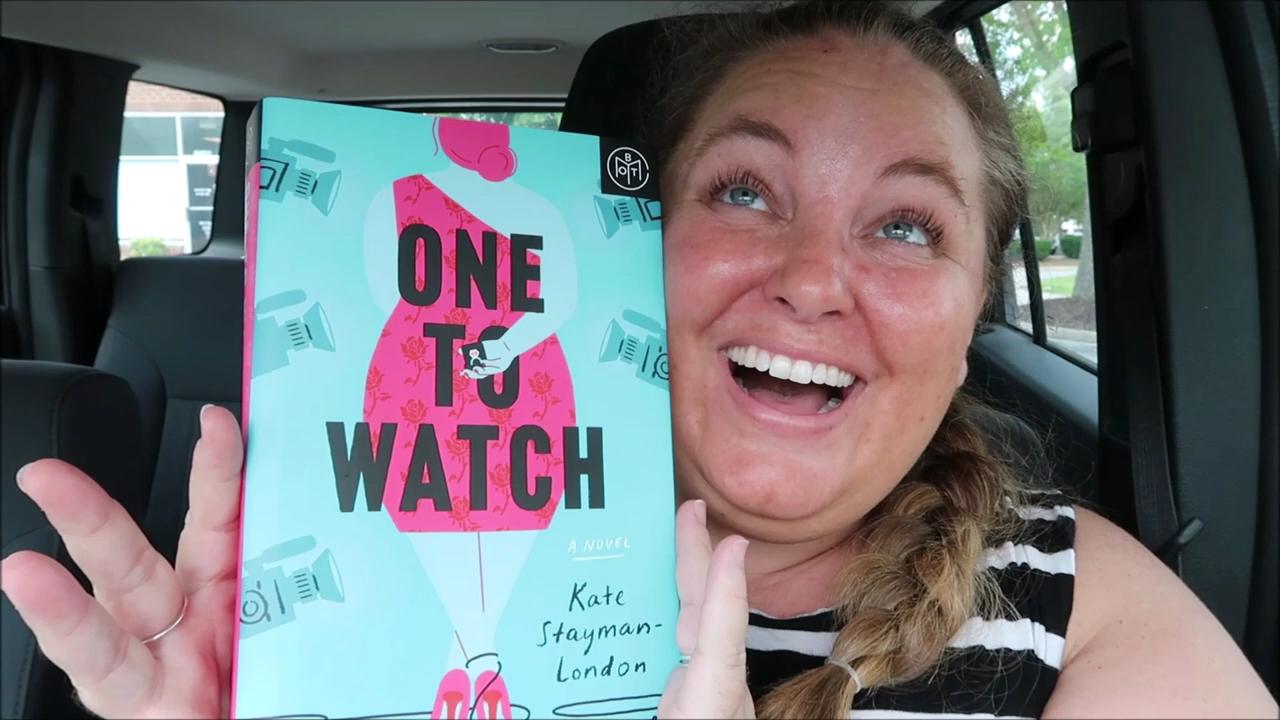 BOTM
ONE
TO
WATCH
A NOVEL
Kate
Stayman-
London